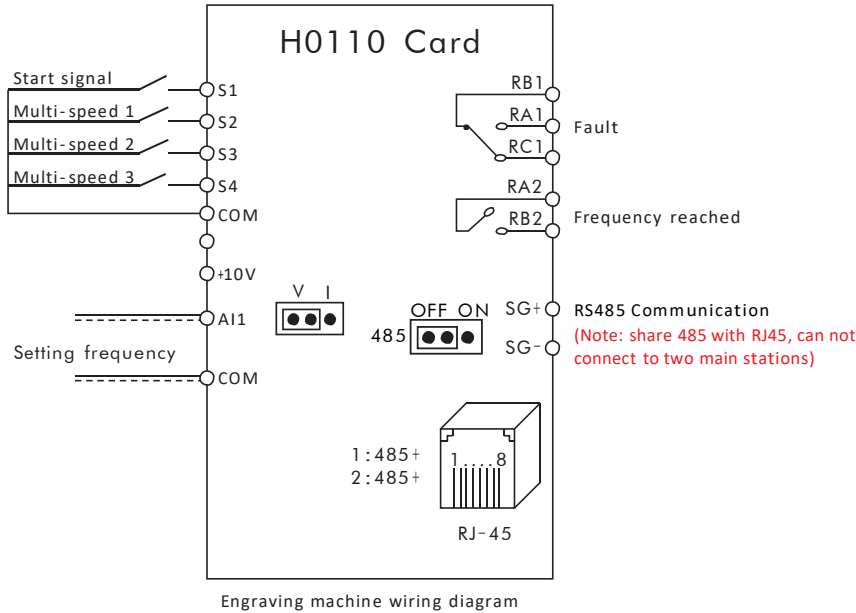 H0110 Card
Start signal
S1
Multi-speed 1
S2
Multi-speed 2
S3
Multi-speed 3
S4
COM
+10V
V I
AI1
Setting frequency
COM
RB1
RA1
Fault
RC1
RA2
RB2
Frequency reached
OFF ON
485
SG+
RS485 Communication
(Note: share 485 with RJ45, can not
connect to two main stations)
SG-
1:485+
2:485+
1....8
RJ-45
Engraving machine wiring diagram